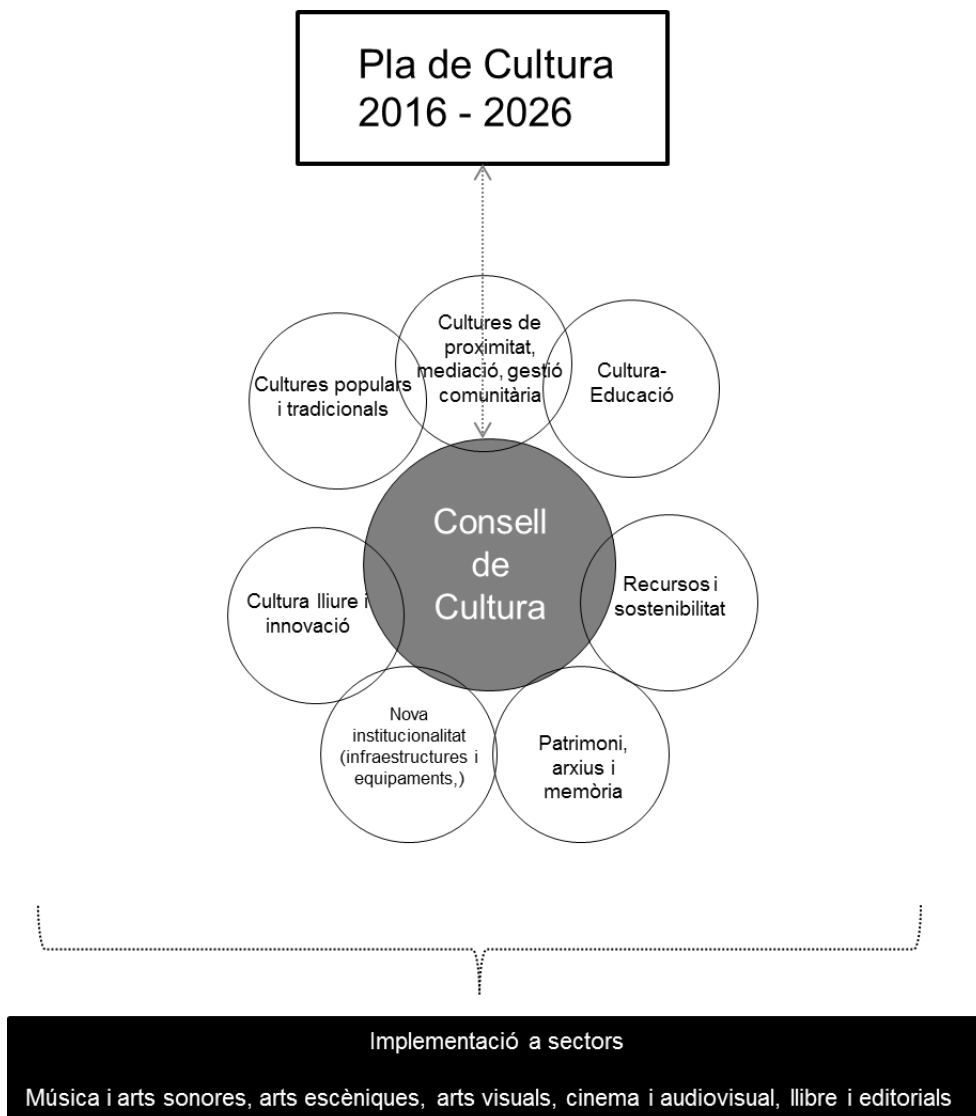 Pla de Cultura
2016 - 2026
Cultures de
proximitat,
mediació, gestió
comunitària
Cultures populars
i tradicionals
Cultura-
Educació
Consell
de
Cultura
Recursos i
sostenibilitat
Cultura lliure i
innovació
Nova
institucionalitat
(infraestructures i
equipaments,)
Patrimoni,
arxius i
memòria
Implementació a sectors
Música i arts sonores, arts escèniques, arts visuals, cinema i audiovisual, llibre i editorials